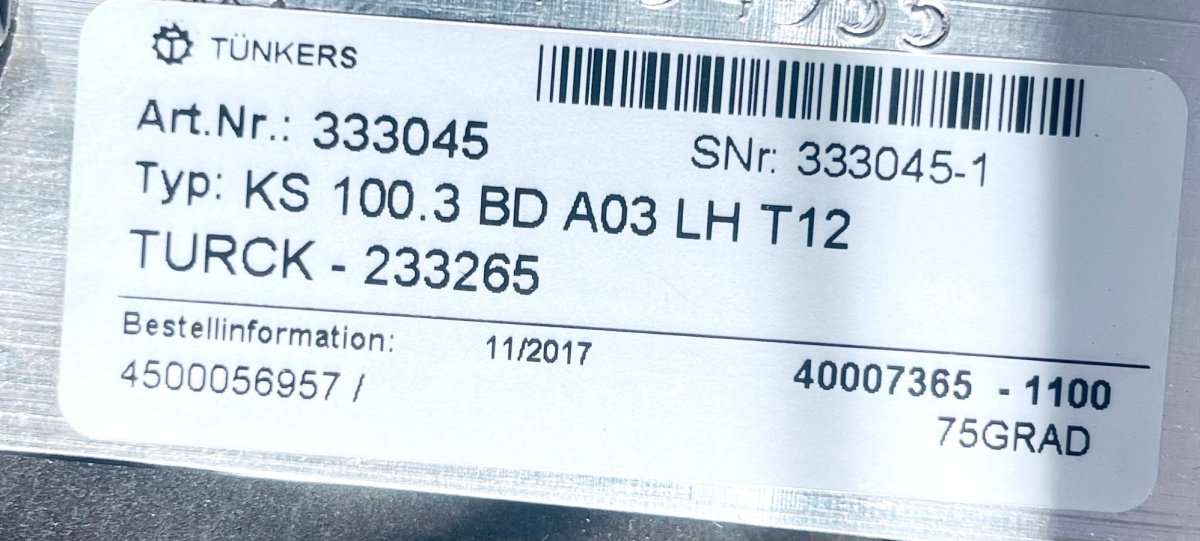 TÜNKERS
Art.Nr.: 333045
SNr: 333045-1
Typ: KS 100.3 BD A03 LH T12
TURCK - 233265
Bestellinformation: 11/2017
4500056957 / 40007365 - 1100
75GRAD